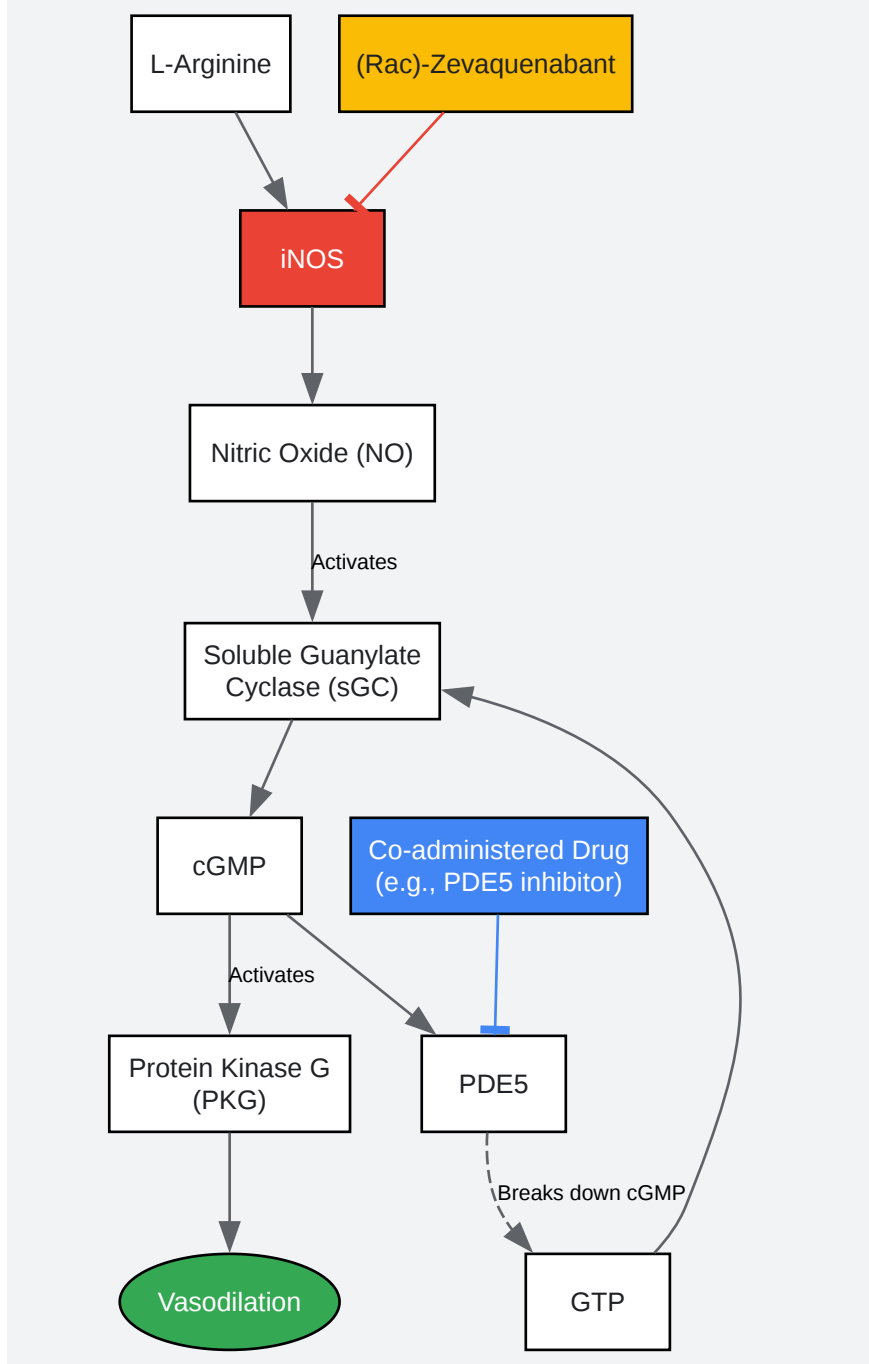 L-Arginine
(Rac)-Zevaquenabant
iNOS
Nitric Oxide (NO)
Activates
Soluble Guanylate
Cyclase (sGC)
cGMP
Co-administered Drug
(e.g., PDE5 inhibitor)
Activates
Protein Kinase G
(PKG)
PDE5
Breaks down cGMP
Vasodilation
GTP